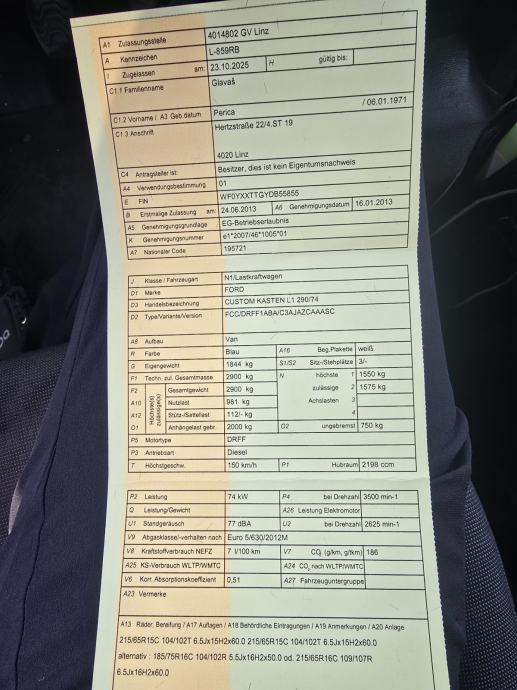 A1 Zulassungsstelle 4014802 GV Linz
A Kennzeichen L-859RB
I Zugelassen am: 23.10.2025 H gültig bis:
C1.1 Familienname Glavaš
C1.2 Vorname / A3 Geb.datum Perica / 06.01.1971
C1.3 Anschrift Hertzstraße 22/4.ST 19
4020 Linz
C4 Antragsteller ist: Besitzer, dies ist kein Eigentumsnachweis
A4 Verwendungsbestimmung 01
E FIN WF0YXXTTGYDB55855
B Erstmalige Zulassung am: 24.06.2013 A6 Genehmigungsdatum 16.01.2013
A5 Genehmigungsgrundlage EG-Betriebserlaubnis
K Genehmigungsnummer e1*2007/46*1005*01
A7 Nationaler Code 195721
J Klasse / Fahrzeugart N1/Lastkraftwagen
D1 Marke FORD
D3 Handelsbezeichnung CUSTOM KASTEN L1 290/74
D2 Type/Variante/Version FCC/DRFF1ABA/C3AJAZCAAASC
A8 Aufbau Van
R Farbe Blau A16 Beg.Plakette weiß
G Eigengewicht 1844 kg S1/S2 Sitz-/Stehplätze 3/-
F1 Techn. zul. Gesamtmasse 2900 kg N höchste 1 1550 kg
F2 Höchste(s) zulässige(s) Gesamtgewicht 2900 kg zulässige 2 1575 kg
A10 Nutzlast 981 kg Achslasten 3
A12 Stütz-/Sattellast 112/- kg 4
O1 Anhängelast gebr. 2000 kg O2 ungebremst 750 kg
P5 Motortype DRFF
P3 Antriebsart Diesel
T Höchstgeschw. 150 km/h P1 Hubraum 2198 ccm
P2 Leistung 74 kW P4 bei Drehzahl 3500 min-1
Q Leistung/Gewicht A26 Leistung Elektromotor
U1 Standgeräusch 77 dBA U2 bei Drehzahl 2625 min-1
V9 Abgasklasse/-verhalten nach Euro 5/630/2012M
V8 Kraftstoffverbrauch NEFZ 7 l/100 km V7 CO2 (g/km, g/tkm) 186
A25 KS-Verbrauch WLTP/WMTC A24 CO2 nach WLTP/WMTC
V6 Korr. Absorptionskoeffizient 0,51 A27 Fahrzeuguntergruppe
A23 Vermerke
A13 Räder, Bereifung / A17 Auflagen / A18 Behördliche Eintragungen / A19 Anmerkungen / A20 Anlage
215/65R15C 104/102T 6.5Jx15H2x60.0 215/65R15C 104/102T 6.5Jx15H2x60.0
alternativ : 185/75R16C 104/102R 5.5Jx16H2x50.0 od. 215/65R16C 109/107R
6.5Jx16H2x60.0